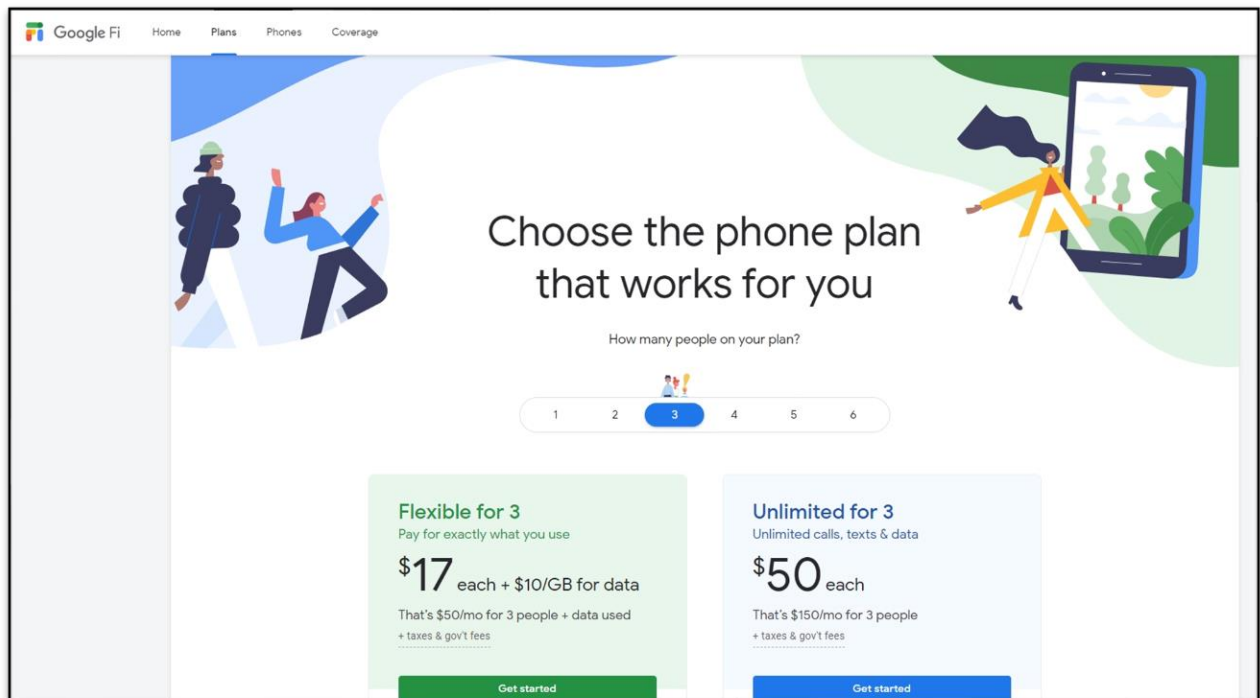 Google Fi Home Plans Phones Coverage
Choose the phone plan
that works for you
How many people on your plan?
1 2 3 4 5 6
Flexible for 3
Pay for exactly what you use
$17 each + $10/GB for data
That's $50/mo for 3 people + data used
+ taxes & gov't fees
Get started
Unlimited for 3
Unlimited calls, texts & data
$50 each
That's $150/mo for 3 people
+ taxes & gov't fees
Get started